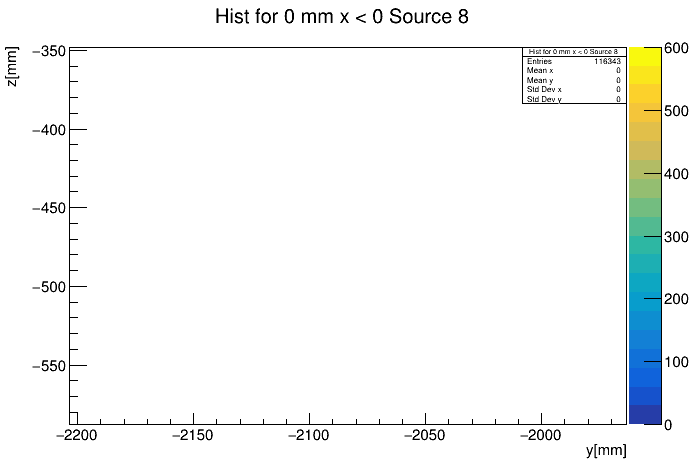 Hist for 0 mm x < 0 Source 8
z[mm]
−350
−400
−450
−500
−550
Hist for 0 mm x < 0 Source 8
Entries 116343
Mean x 0
Mean y 0
Std Dev x 0
Std Dev y 0
600
500
400
300
200
100
0
−2200 −2150 −2100 −2050 −2000
y[mm]